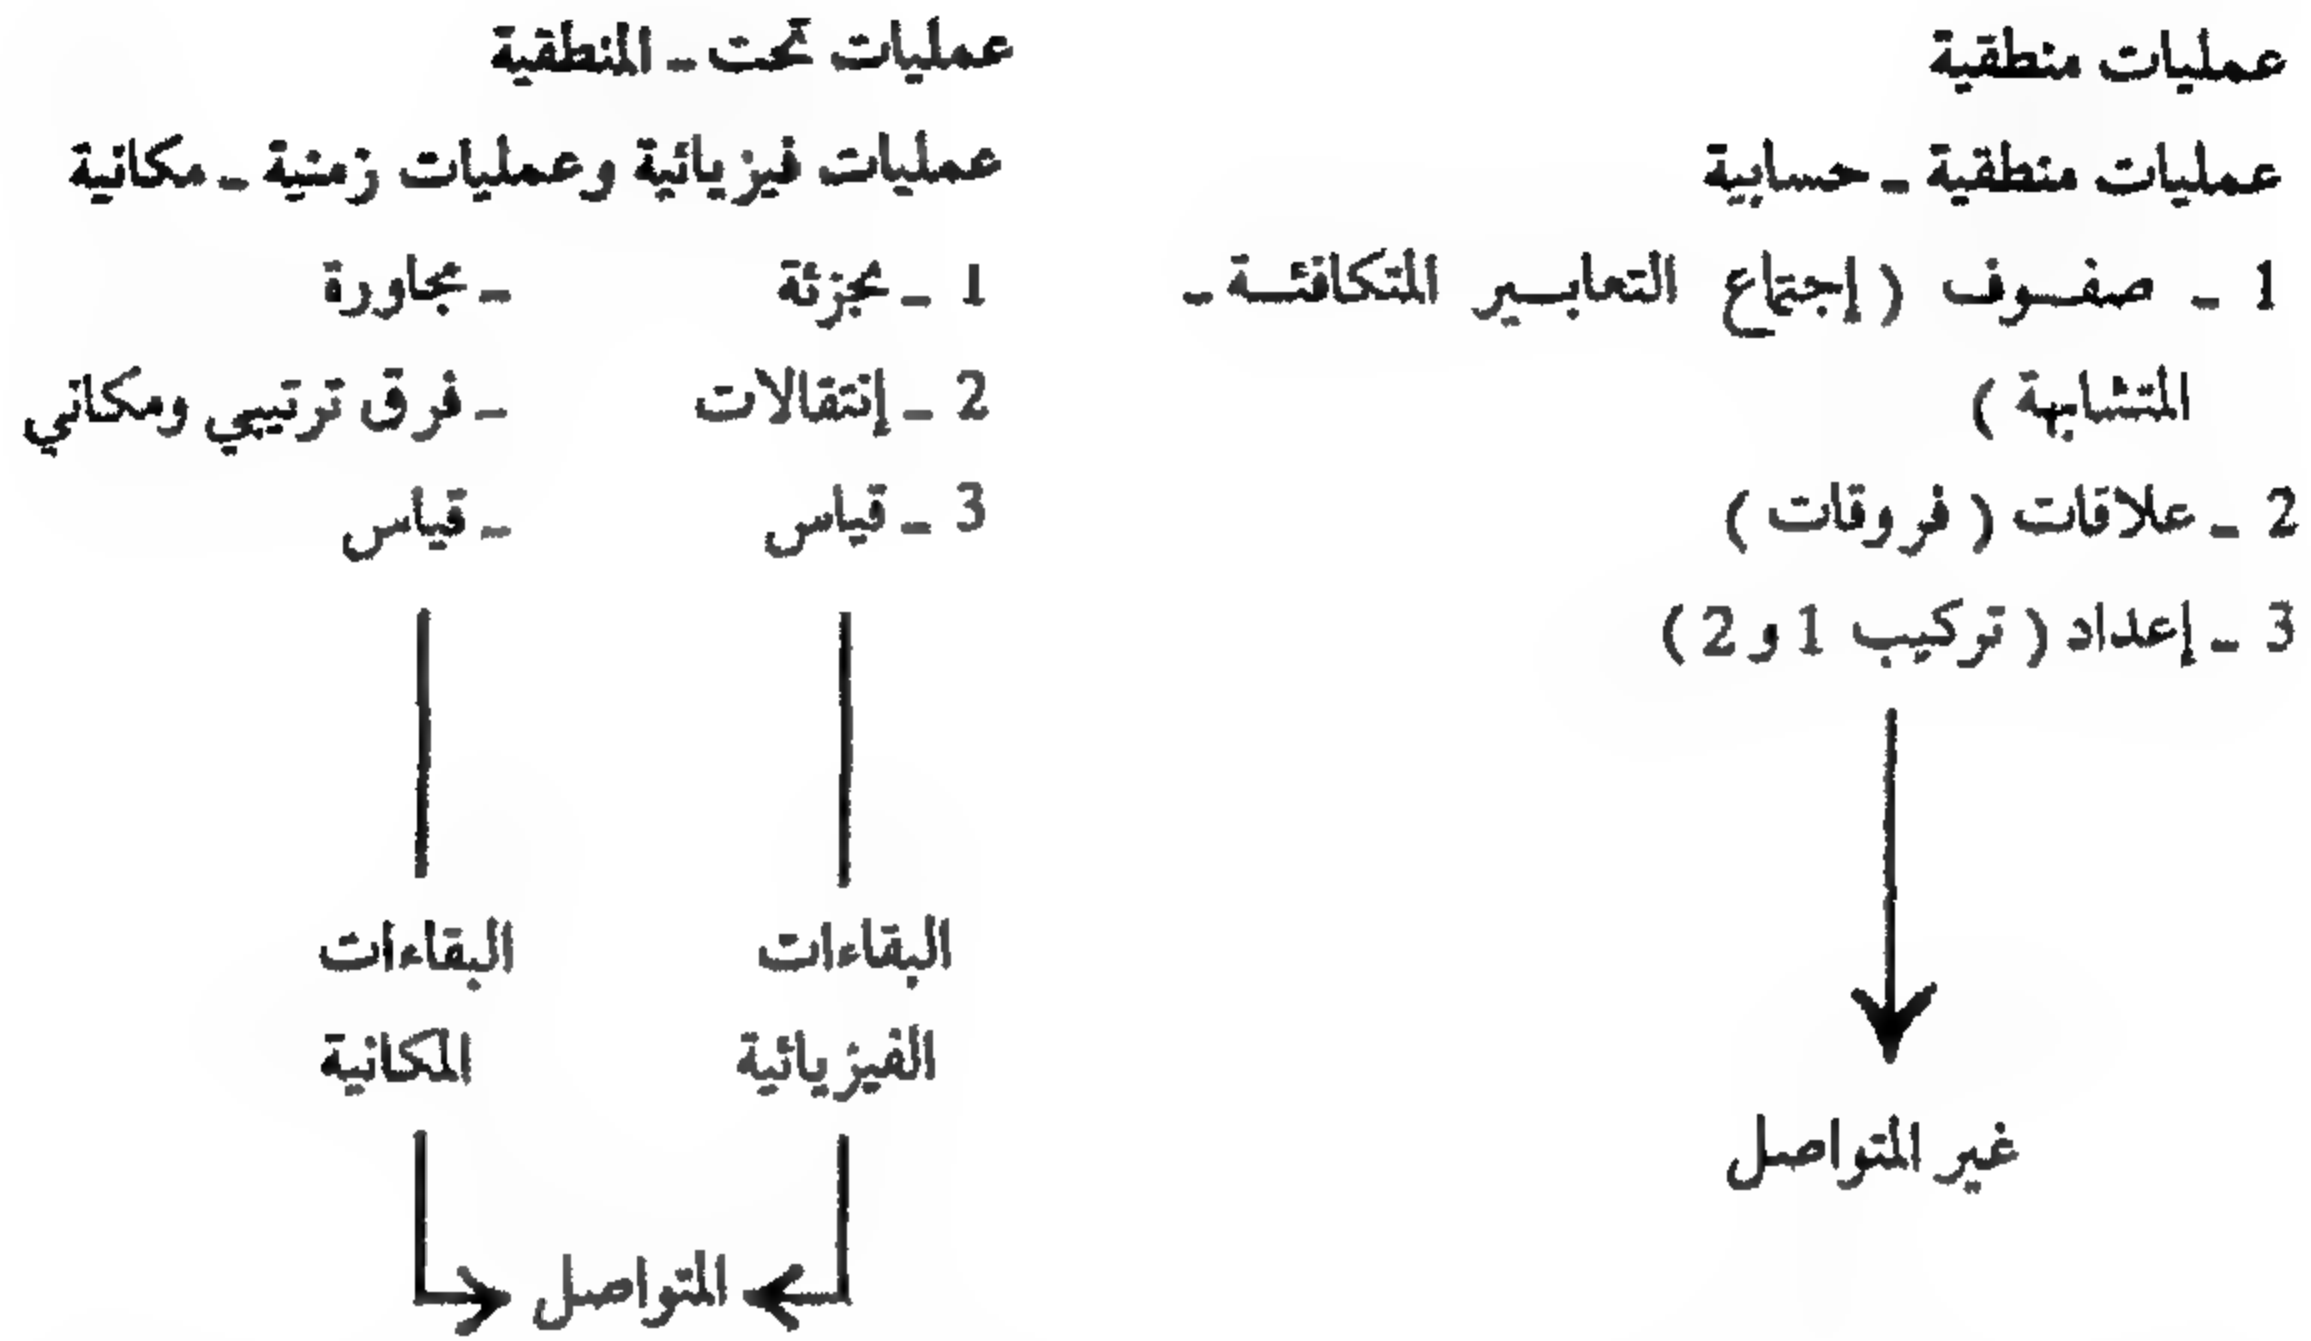 عمليات منطقية
عمليات منطقية ـ حسابية
1 ـ صفوف ( إجتماع التعابير المتكافئة ـ
المتشابهة )
2 ـ علاقات ( فروقات )
3 ـ إعداد ( تركيب 1 و 2 )
غير المتواصل
عمليات تحت ـ المنطقية
عمليات فيزيائية وعمليات زمنية ـ مكانية
1 ـ مجزئة ـ مجاورة
2 ـ إنتقالات ـ فرق ترتيبي ومكاني
3 ـ قياس ـ قياس
البقاءات البقاءات
الفيزيائية المكانية
المتواصل